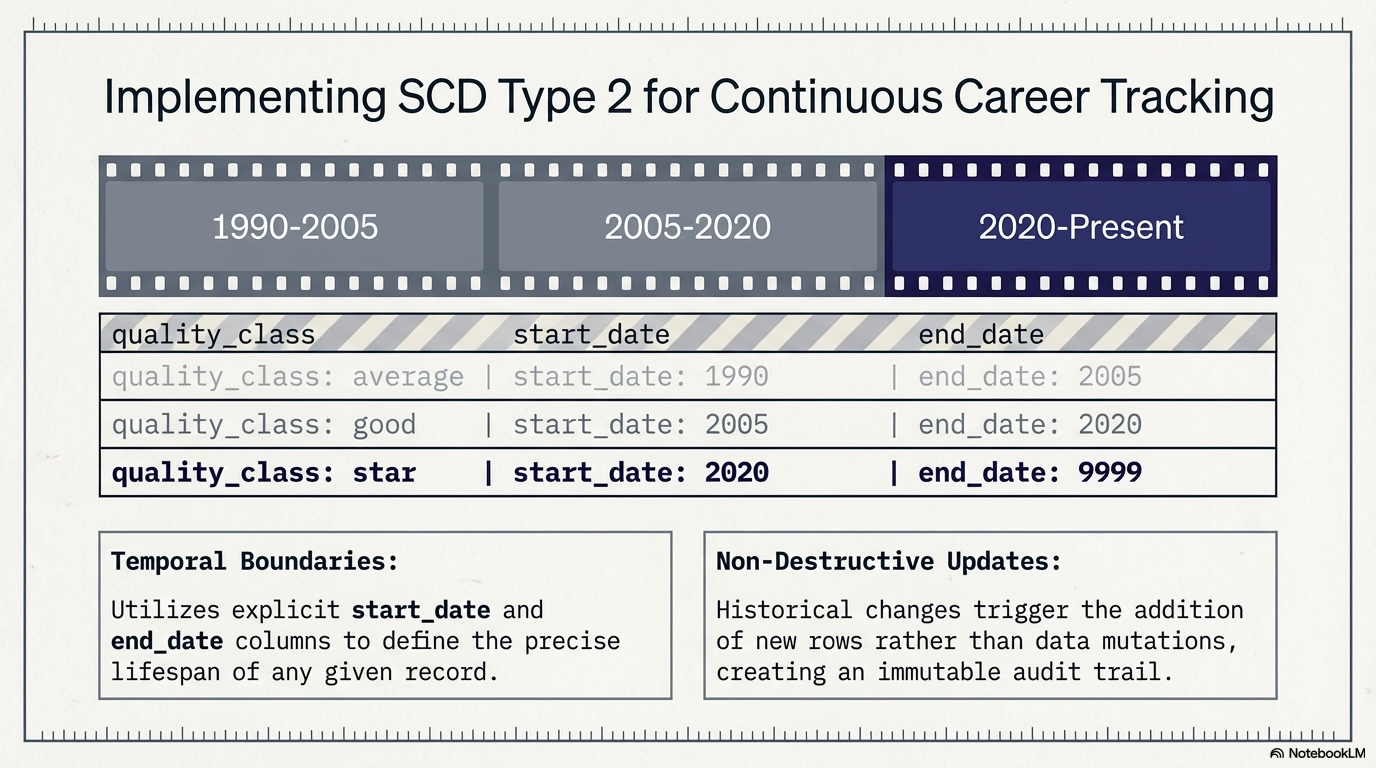 Implementing SCD Type 2 for Continuous Career Tracking
1990-2005 2005-2020 2020-Present
quality_class start_date end_date
quality_class: average | start_date: 1990 | end_date: 2005
quality_class: good | start_date: 2005 | end_date: 2020
quality_class: star | start_date: 2020 | end_date: 9999
Temporal Boundaries:
Utilizes explicit start_date and
end_date columns to define the precise
lifespan of any given record.
Non-Destructive Updates:
Historical changes trigger the addition
of new rows rather than data mutations,
creating an immutable audit trail.
NotebookLM